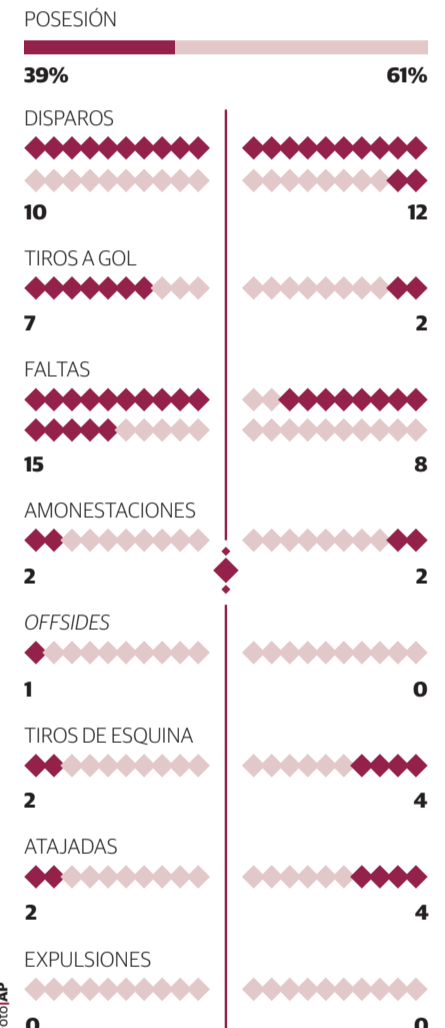 POSESIÓN
39% 61%
DISPAROS
10 12
TIROS A GOL
7 2
FALTAS
15 8
AMONESTACIONES
2 2
OFFSIDES
1 0
TIROS DE ESQUINA
2 4
ATAJADAS
2 4
EXPULSIONES
0 0
AP